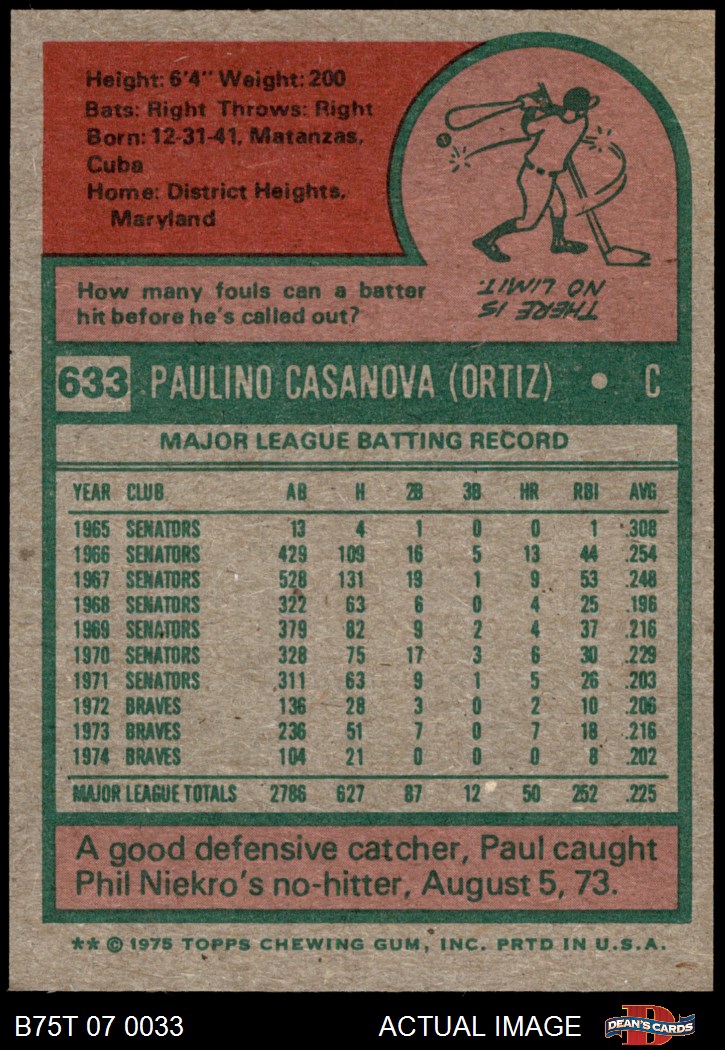 Height: 6'4" Weight: 200
Bats: Right Throws: Right
Born: 12-31-41, Matanzas,
Cuba
Home: District Heights,
Maryland
How many fouls can a batter
hit before he's called out?
THERE IS
NO LIMIT.
633 PAULINO CASANOVA (ORTIZ) • C
MAJOR LEAGUE BATTING RECORD
YEAR CLUB AB H 2B 3B HR RBI AVG
1965 SENATORS 13 4 1 0 0 1 .308
1966 SENATORS 429 109 16 5 13 44 .254
1967 SENATORS 528 131 19 1 9 53 .248
1968 SENATORS 322 63 6 0 4 25 .196
1969 SENATORS 379 82 9 2 4 37 .216
1970 SENATORS 328 75 17 3 6 30 .229
1971 SENATORS 311 63 9 1 5 26 .203
1972 BRAVES 136 28 3 0 2 10 .206
1973 BRAVES 236 51 7 0 7 18 .216
1974 BRAVES 104 21 0 0 0 8 .202
MAJOR LEAGUE TOTALS 2786 627 87 12 50 252 .225
A good defensive catcher, Paul caught
Phil Niekro's no-hitter, August 5, 73.
** © 1975 TOPPS CHEWING GUM, INC. PRTD IN U.S.A.
B75T 07 0033 ACTUAL IMAGE D DEAN'S CARDS